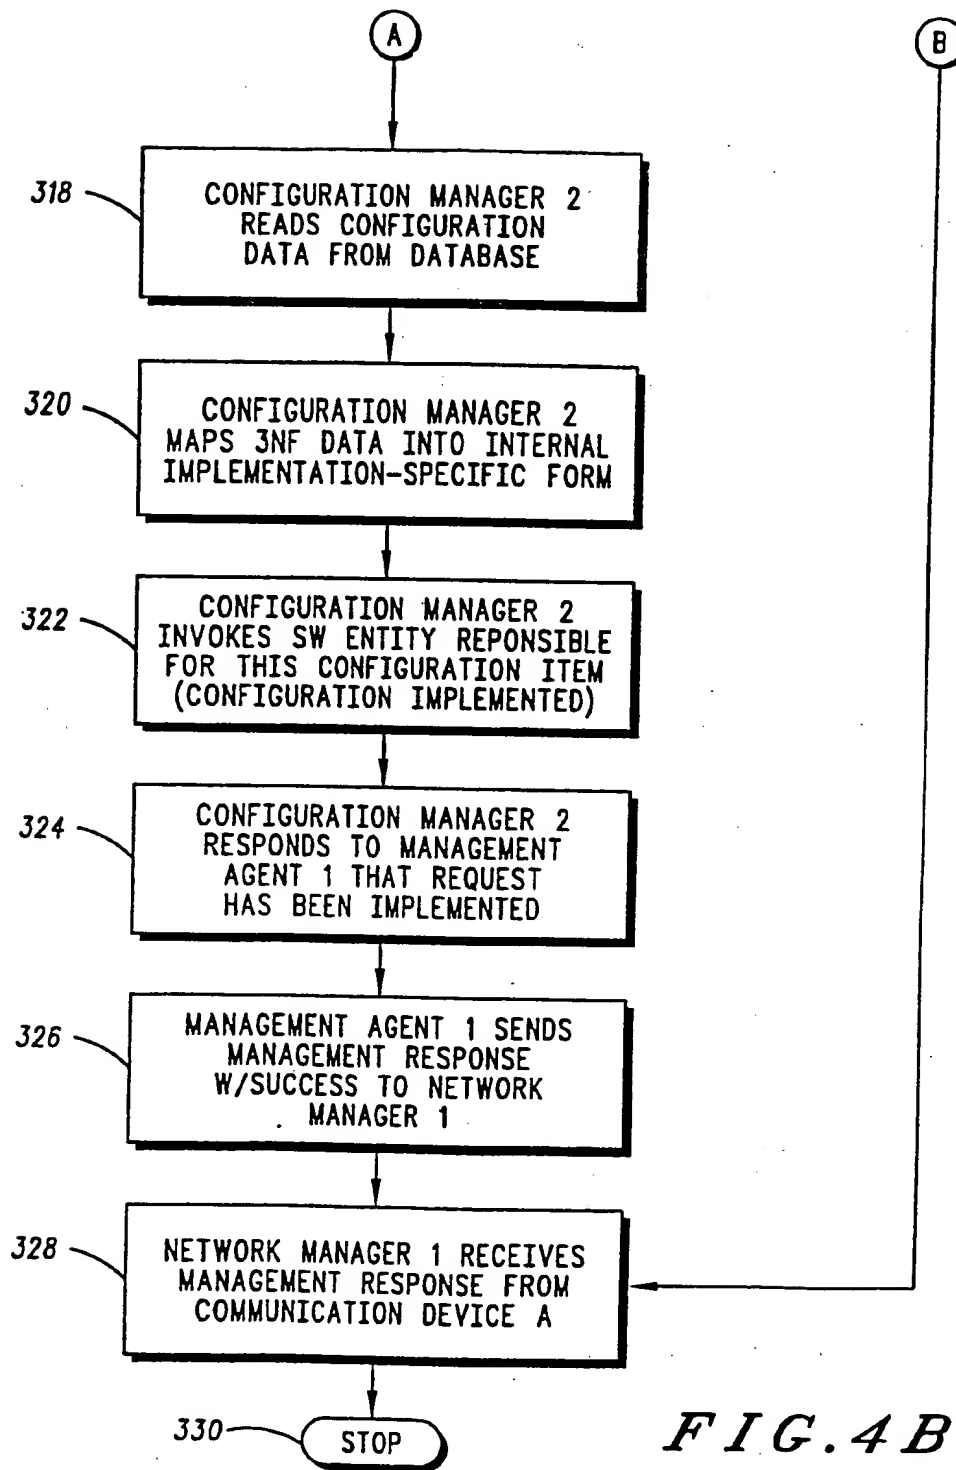 A
B
318
CONFIGURATION MANAGER 2
READS CONFIGURATION
DATA FROM DATABASE
320
CONFIGURATION MANAGER 2
MAPS 3NF DATA INTO INTERNAL
IMPLEMENTATION-SPECIFIC FORM
322
CONFIGURATION MANAGER 2
INVOKES SW ENTITY REPONSIBLE
FOR THIS CONFIGURATION ITEM
(CONFIGURATION IMPLEMENTED)
324
CONFIGURATION MANAGER 2
RESPONDS TO MANAGEMENT
AGENT 1 THAT REQUEST
HAS BEEN IMPLEMENTED
326
MANAGEMENT AGENT 1 SENDS
MANAGEMENT RESPONSE
W/SUCCESS TO NETWORK
MANAGER 1
328
NETWORK MANAGER 1 RECEIVES
MANAGEMENT RESPONSE FROM
COMMUNICATION DEVICE A
330
STOP
FIG.4B